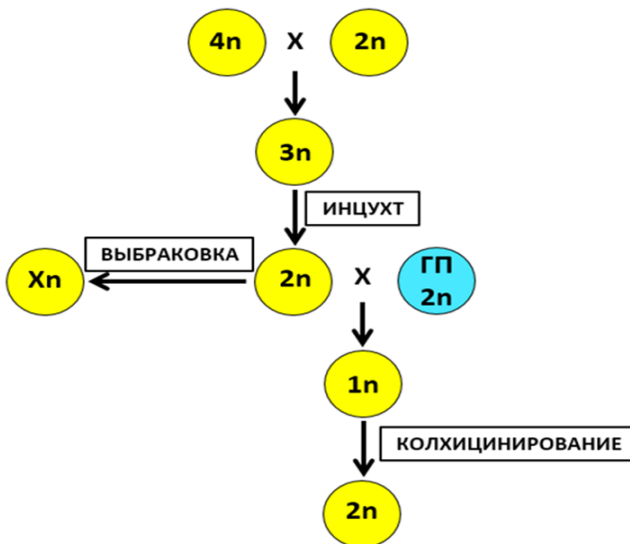 4n X 2n
3n
ИНЦУХТ
ВЫБРАКОВКА
Xn 2n X ГП
2n
1n
КОЛХИЦИНИРОВАНИЕ
2n